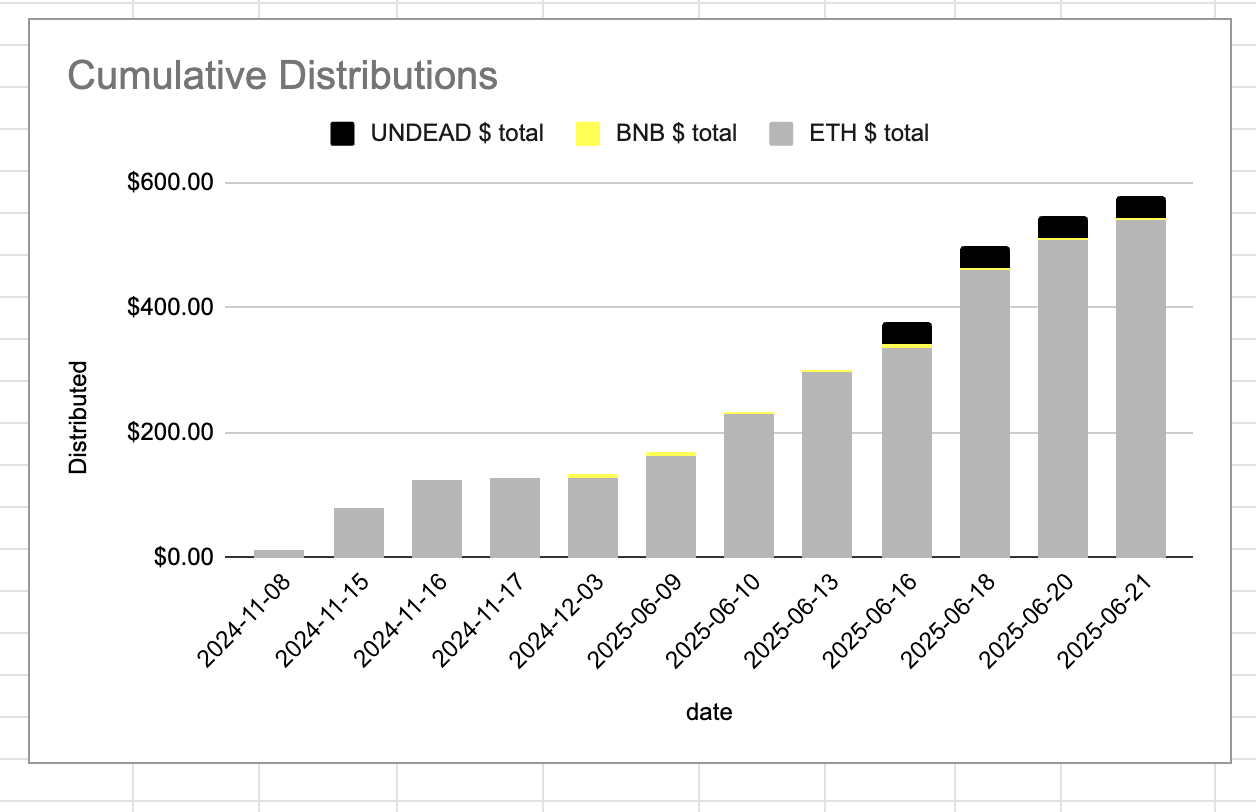 Cumulative Distributions
UNDEAD $ total BNB $ total ETH $ total
$600.00
$400.00
$200.00
$0.00
Distributed
2024-11-08 2024-11-15 2024-11-16 2024-11-17 2024-12-03 2025-06-09 2025-06-10 2025-06-13 2025-06-16 2025-06-18 2025-06-20 2025-06-21
date